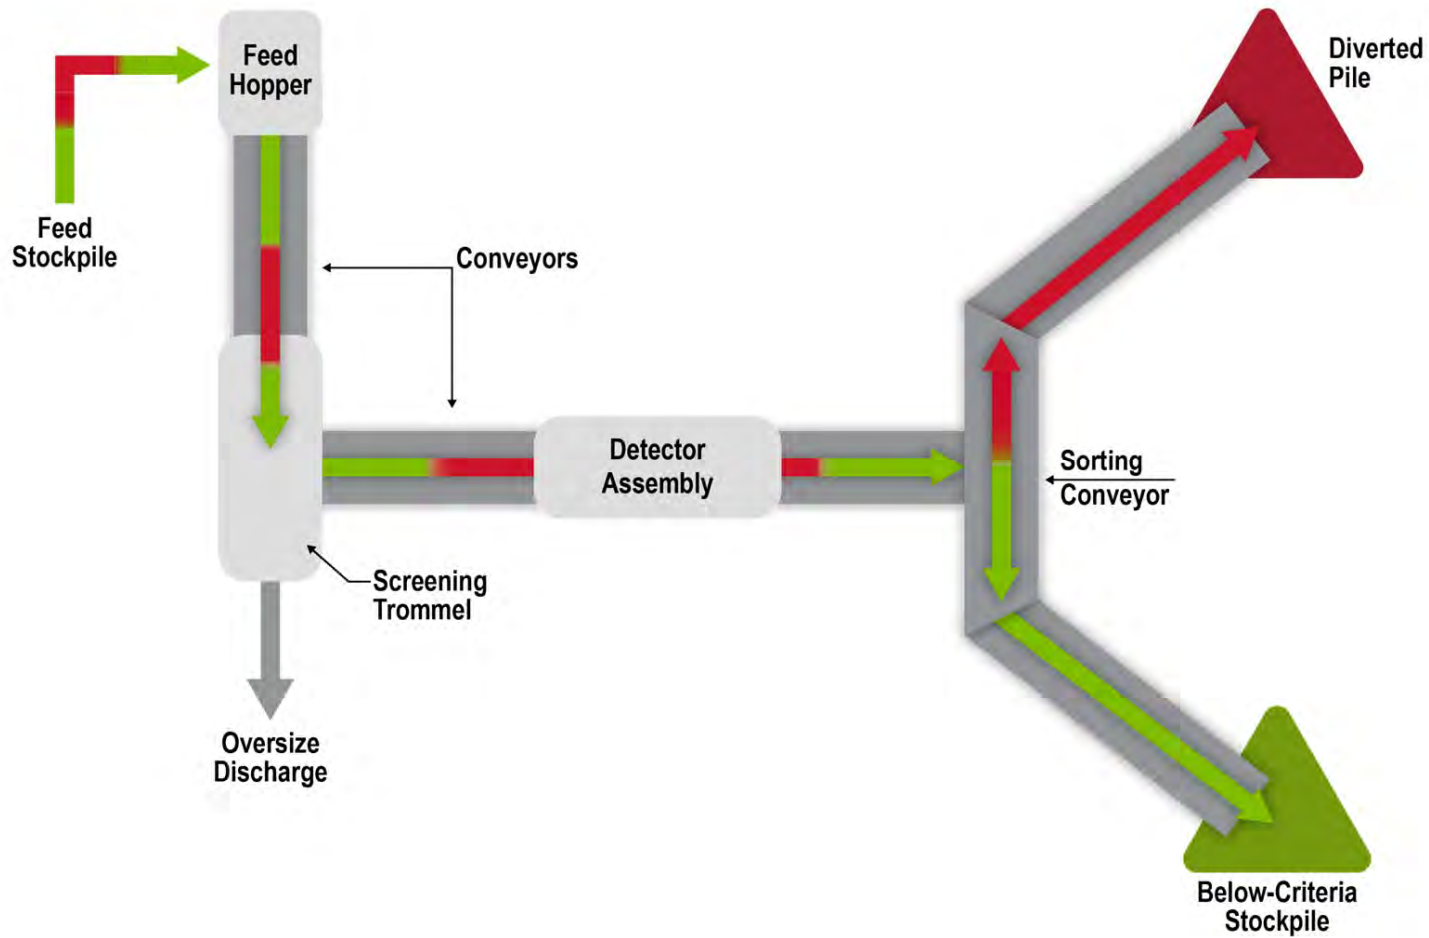 Feed
Hopper
Diverted
Pile
Feed
Stockpile
Conveyors
Detector
Assembly
Sorting
Conveyor
Screening
Trommel
Oversize
Discharge
Below-Criteria
Stockpile